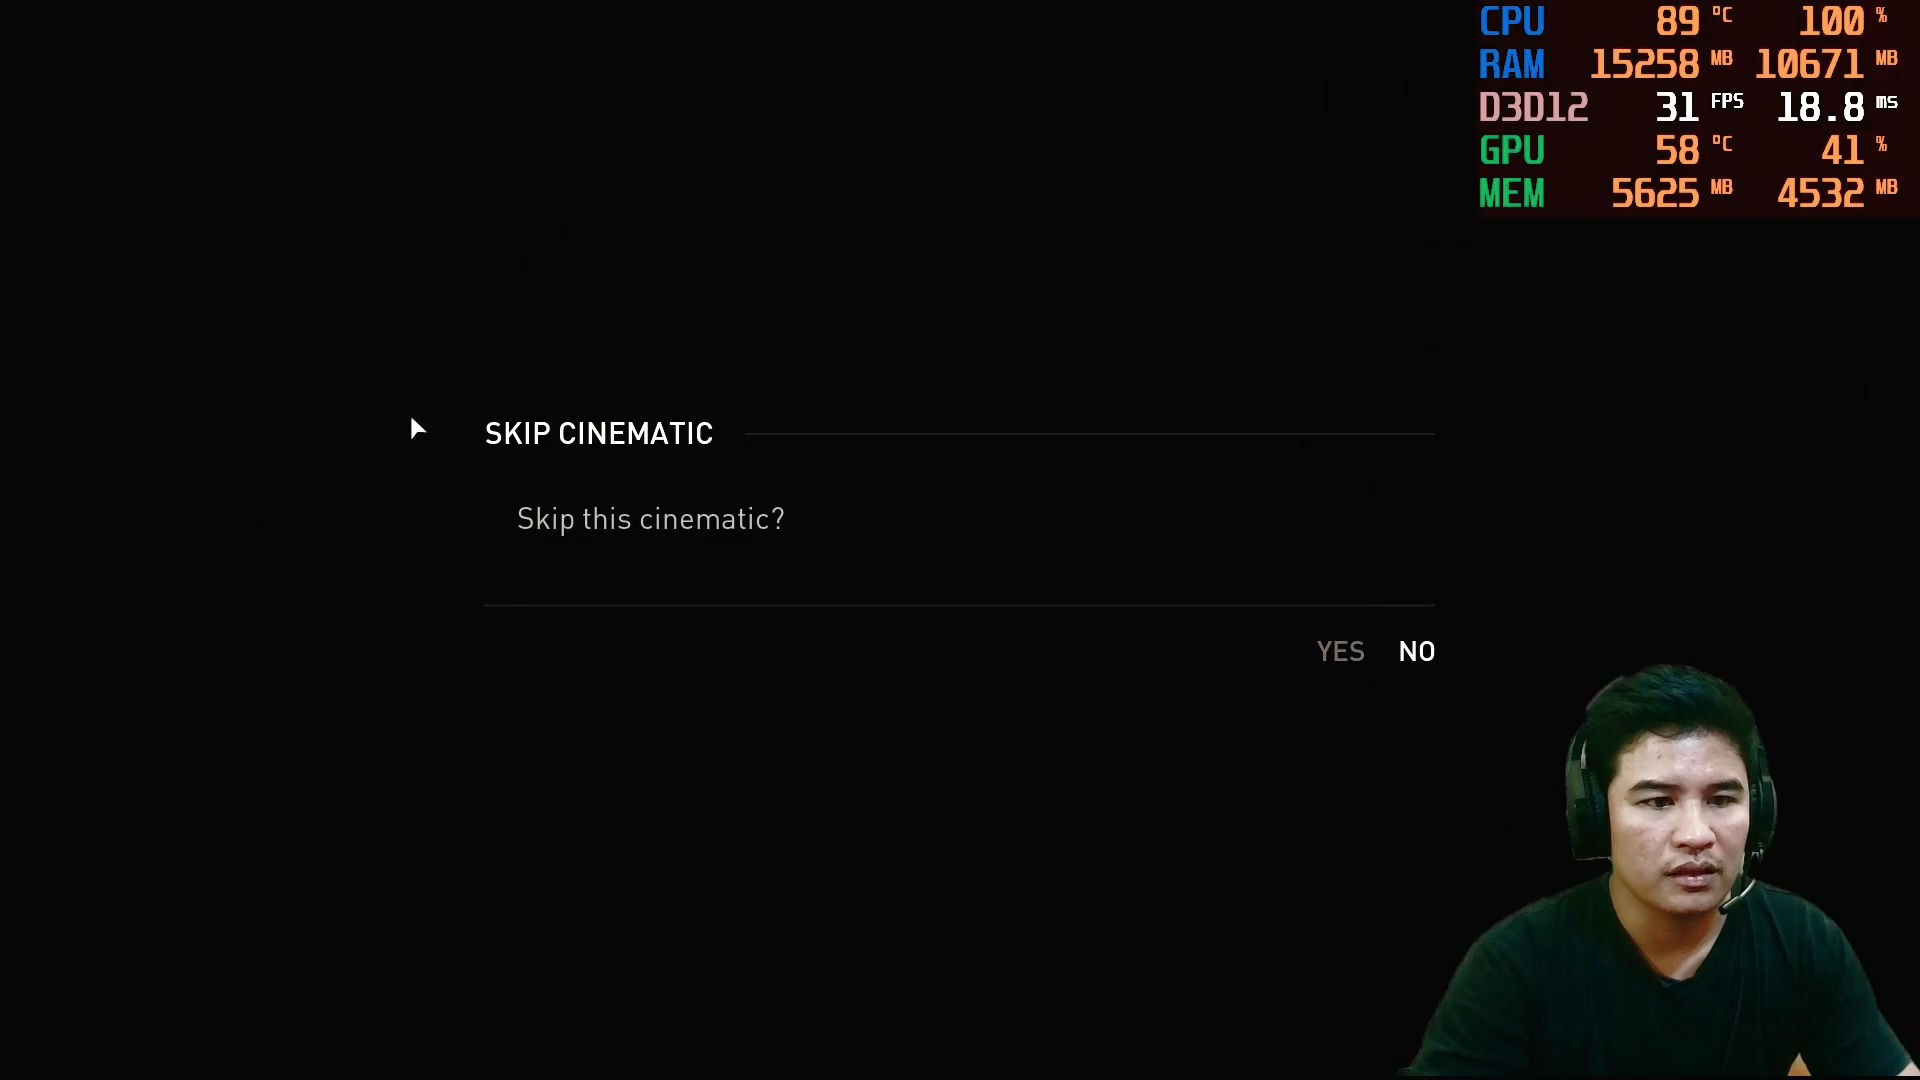 CPU 89 °C 100 %
RAM 15258 MB 10671 MB
D3D12 31 FPS 18.8 ms
GPU 58 °C 41 %
MEM 5625 MB 4532 MB
SKIP CINEMATIC
Skip this cinematic?
YES NO